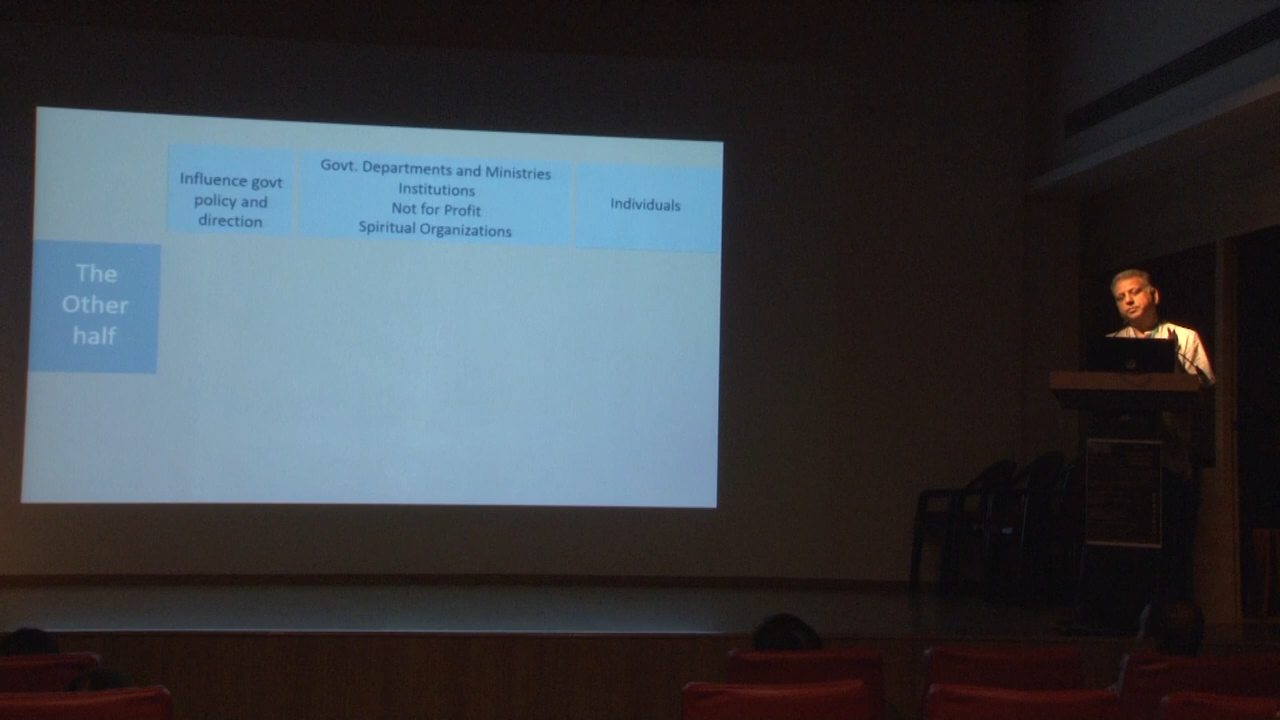 Influence govt
policy and
direction
Govt. Departments and Ministries
Institutions
Not for Profit
Spiritual Organizations
Individuals
The
Other
half